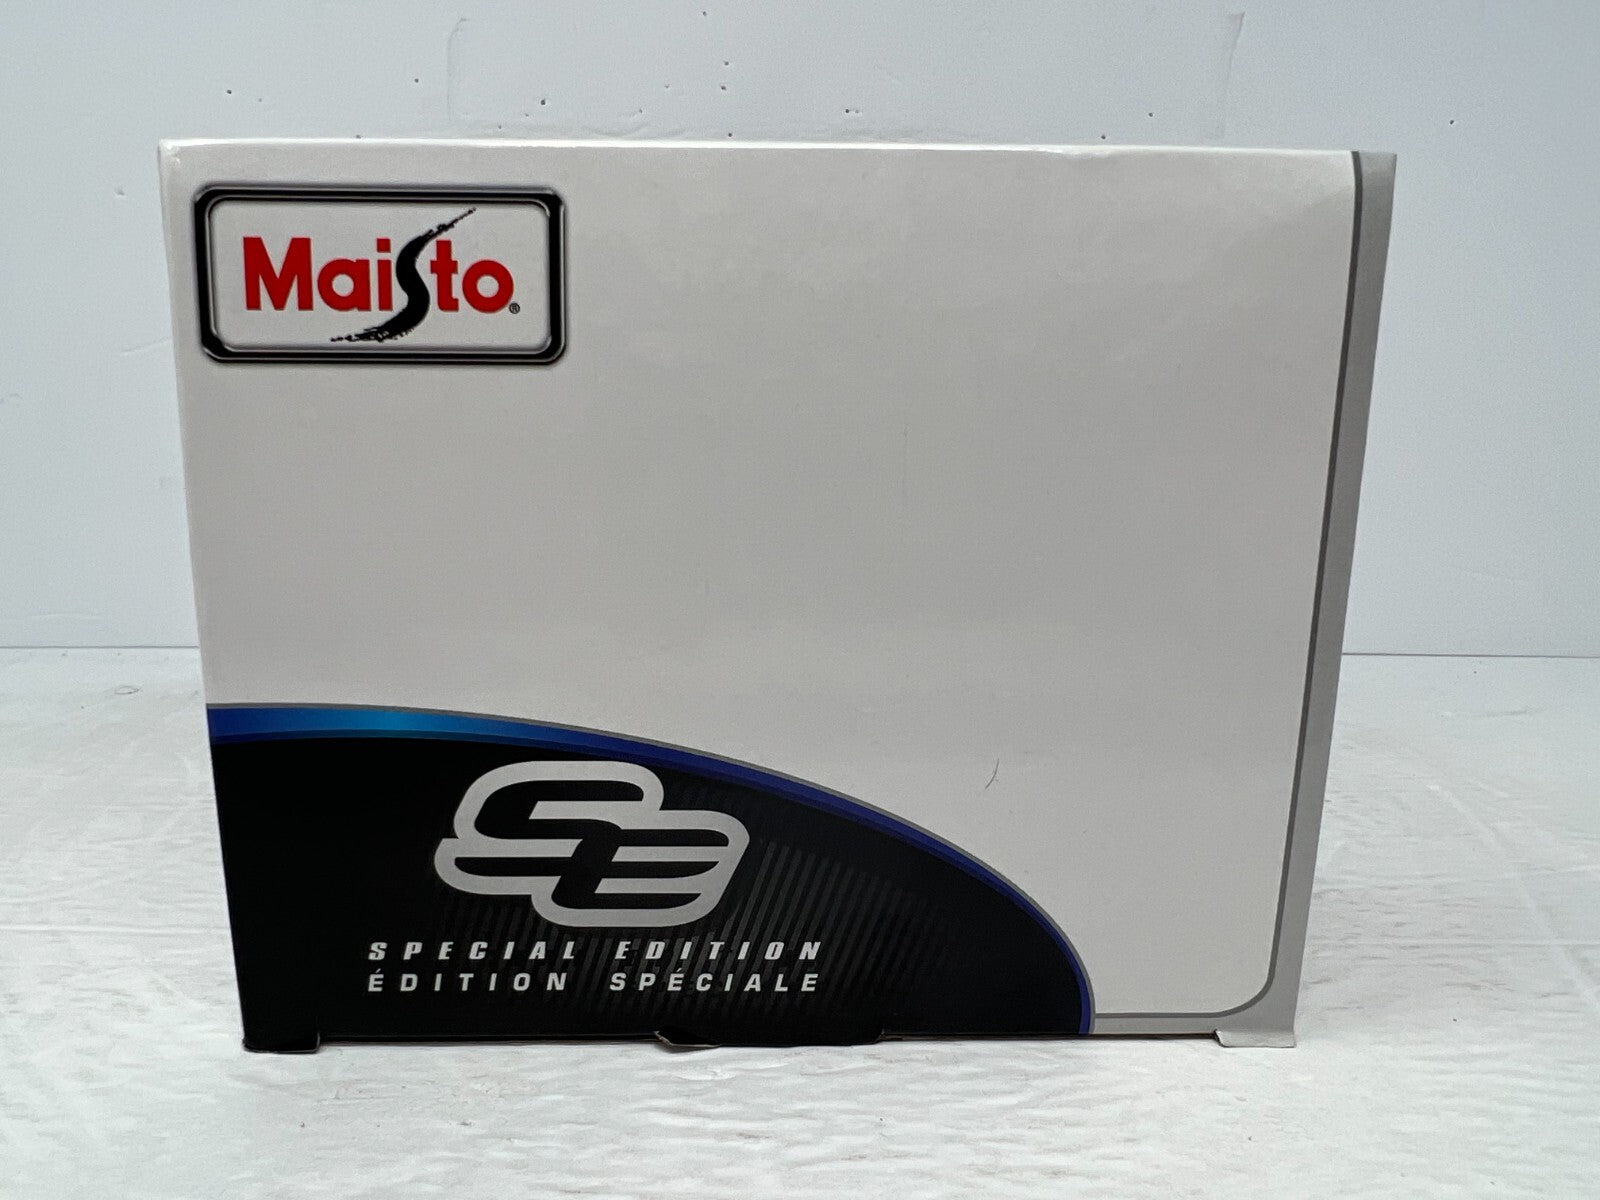 Maisto®
SE
SPECIAL EDITION
ÉDITION SPÉCIALE